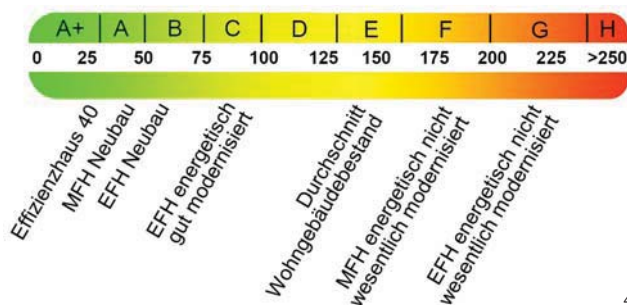 A+ A B C D E F G H
0 25 50 75 100 125 150 175 200 225 >250
Effizienzhaus 40
MFH Neubau
EFH Neubau
EFH energetisch
gut modernisiert
Durchschnitt
Wohngebäudebestand
MFH energetisch nicht
wesentlich modernisiert
EFH energetisch nicht
wesentlich modernisiert